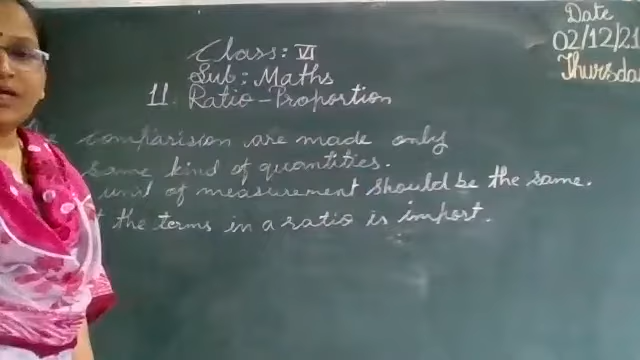 Date
02/12/21
Thursday
Class: VI
Sub: Maths
11. Ratio-Proportion
comparision are made only
same kind of quantities.
unit of measurement should be the same.
the terms in a ratio is import.